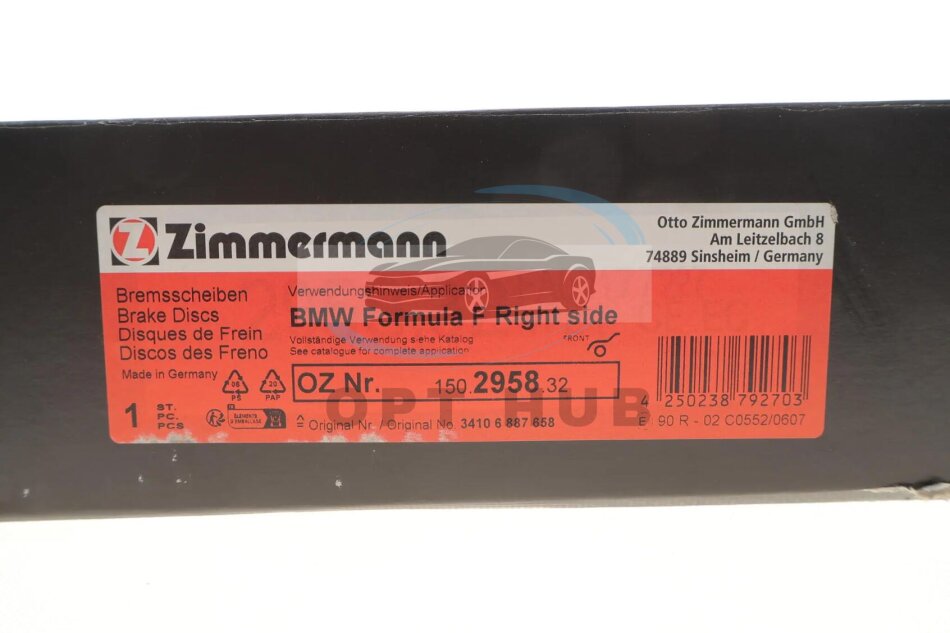 Zimmermann
Otto Zimmermann GmbH
Am Leitzelbach 8
74889 Sinsheim / Germany
Bremsscheiben
Brake Discs
Disques de Frein
Discos des Freno
Made in Germany
Verwendungshinweis/Application
BMW Formula F Right side
Vollständige Verwendung siehe Katalog
See catalogue for complete application
FRONT
OZ Nr. 150.2958.32
PAP
1 ST.
PC.
PCS
ÉLÉMENTS
D'EMBALLAGE
Original Nr. / Original No. 3410 6 887 658
4 250238 792703
90 R - 02 C0552/0607
OPT HUB